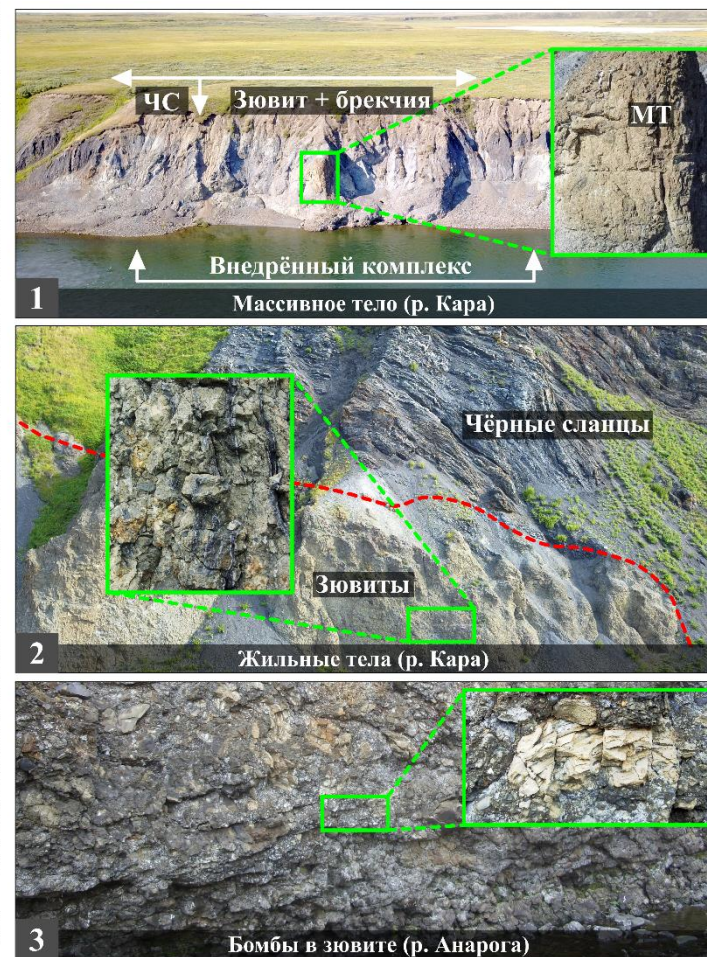 ЧС
Зювит + брекчия
МТ
Внедрённый комплекс
1
Массивное тело (р. Кара)
Чёрные сланцы
Зювиты
2
Жильные тела (р. Кара)
3
Бомбы в зювите (р. Анарога)